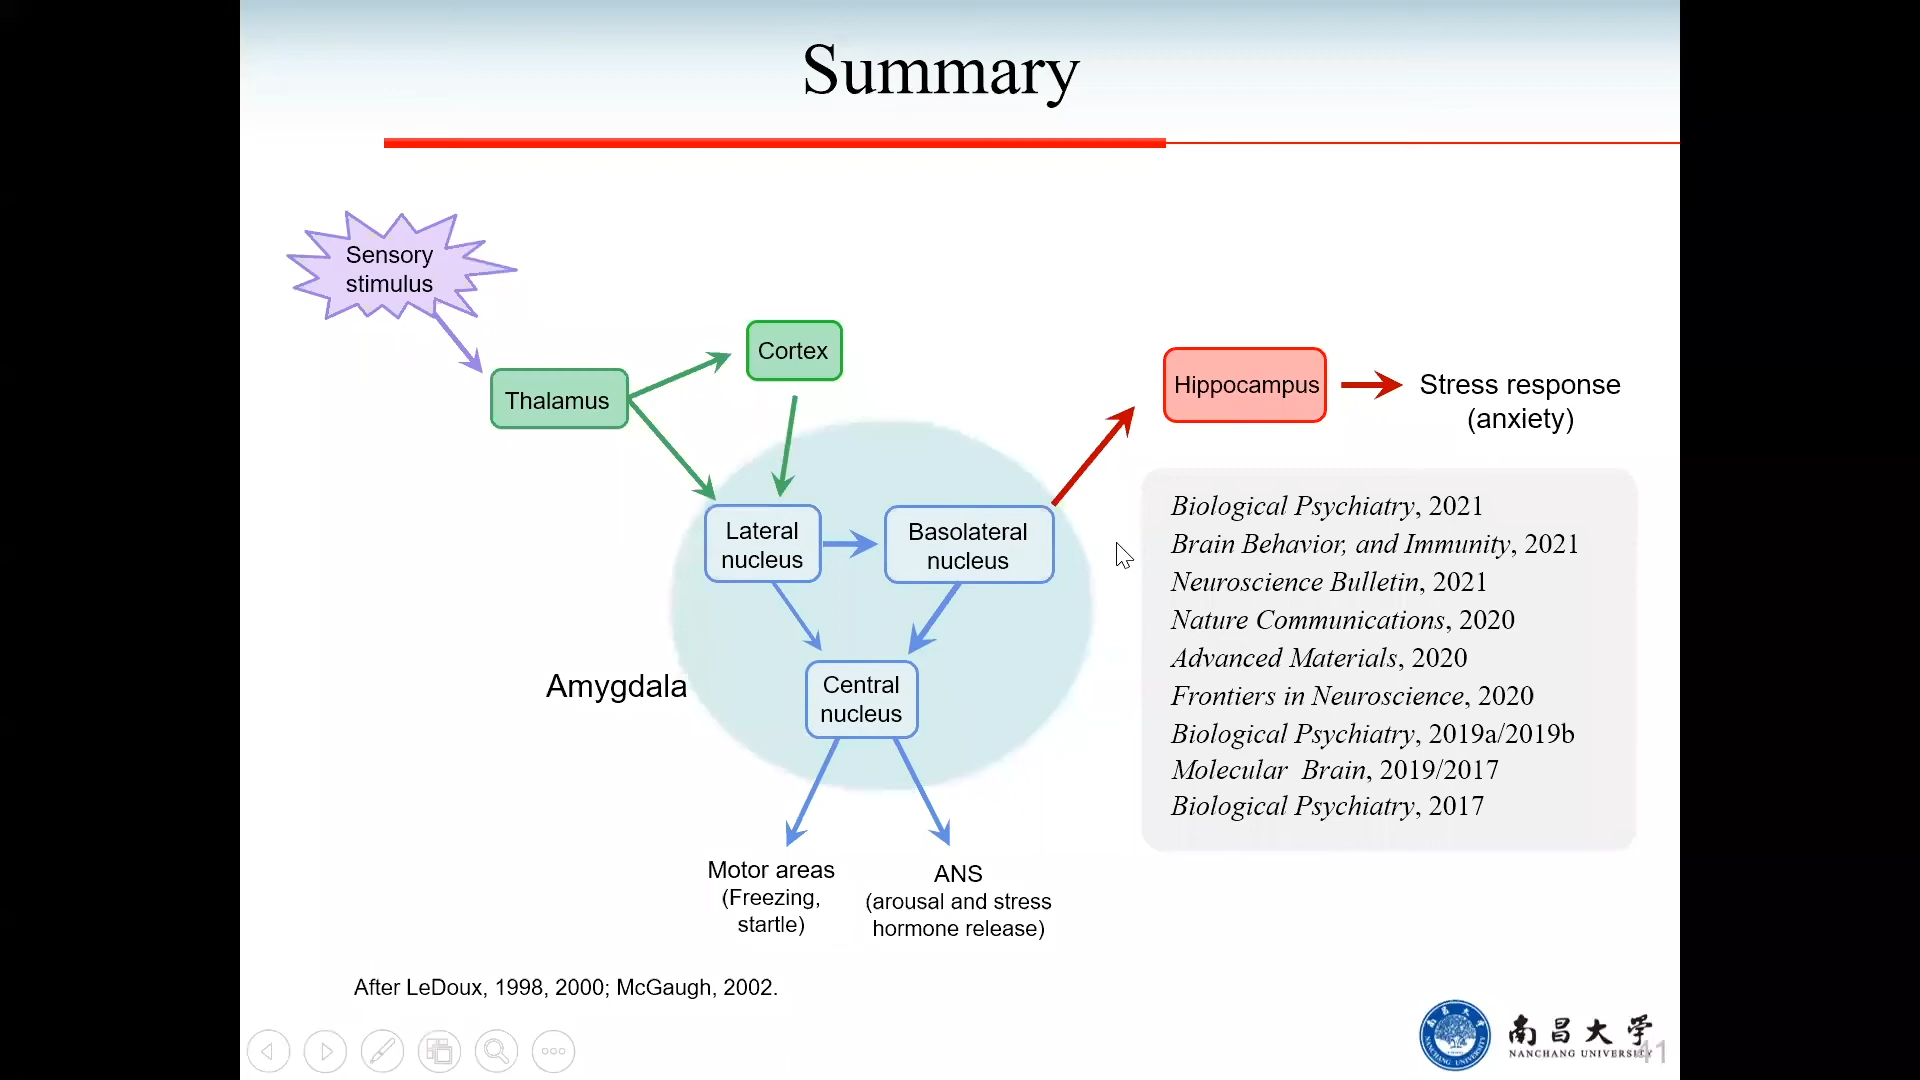 Summary
Sensory
stimulus
Thalamus
Cortex
Hippocampus
Stress response
(anxiety)
Lateral
nucleus
Basolateral
nucleus
Central
nucleus
Amygdala
Motor areas
(Freezing,
startle)
ANS
(arousal and stress
hormone release)
Biological Psychiatry, 2021
Brain Behavior, and Immunity, 2021
Neuroscience Bulletin, 2021
Nature Communications, 2020
Advanced Materials, 2020
Frontiers in Neuroscience, 2020
Biological Psychiatry, 2019a/2019b
Molecular Brain, 2019/2017
Biological Psychiatry, 2017
After LeDoux, 1998, 2000; McGaugh, 2002.
南昌大学
NANCHANG UNIVERSITY
41